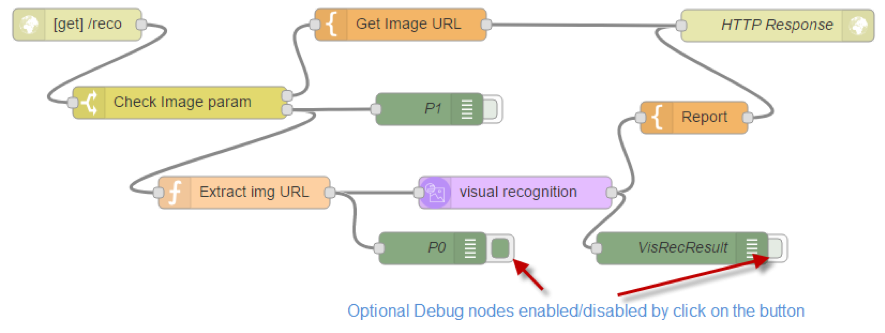 [get] /reco
Get Image URL
HTTP Response
Check Image param
P1
Report
Extract img URL
visual recognition
P0
VisRecResult
Optional Debug nodes enabled/disabled by click on the button